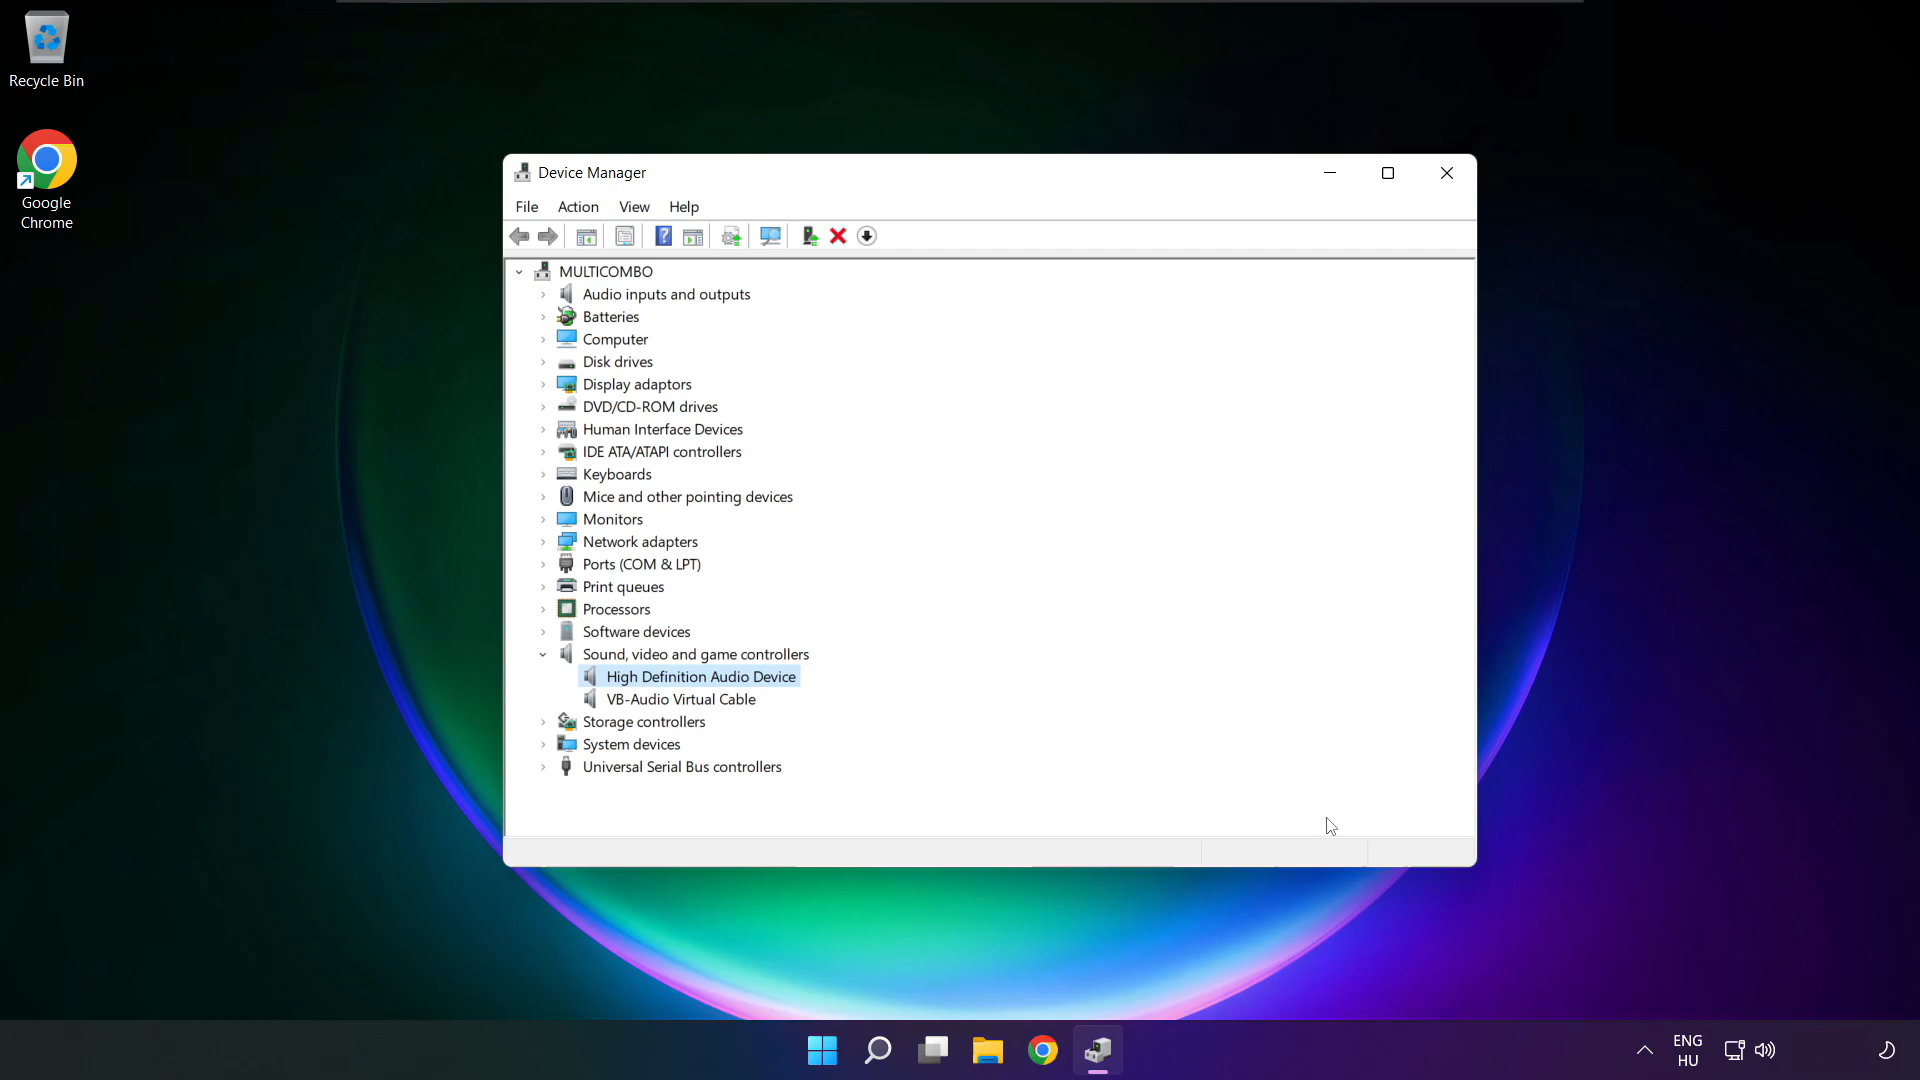 Recycle Bin
Google
Chrome
Device Manager
File Action View Help
MULTICOMBO
Audio inputs and outputs
Batteries
Computer
Disk drives
Display adaptors
DVD/CD-ROM drives
Human Interface Devices
IDE ATA/ATAPI controllers
Keyboards
Mice and other pointing devices
Monitors
Network adapters
Ports (COM & LPT)
Print queues
Processors
Software devices
Sound, video and game controllers
High Definition Audio Device
VB-Audio Virtual Cable
Storage controllers
System devices
Universal Serial Bus controllers
ENG
HU